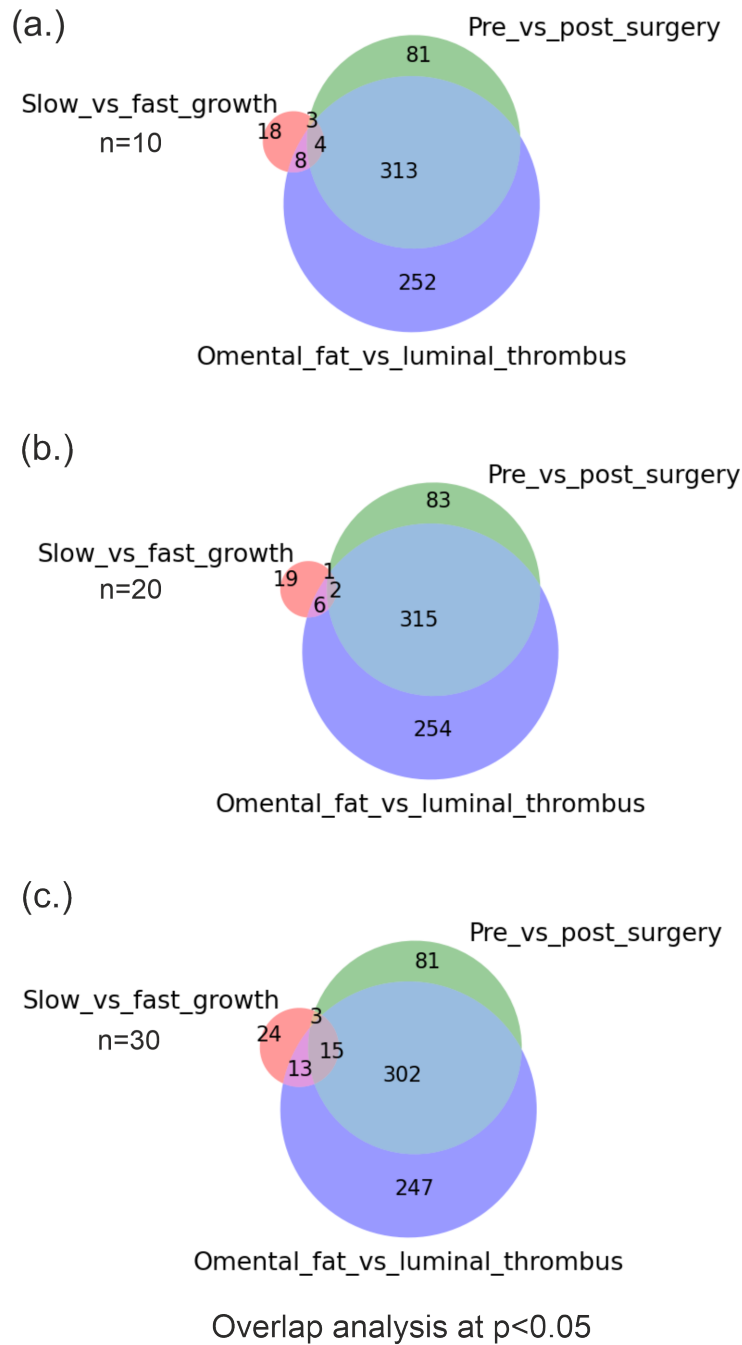 (a.)
Pre_vs_post_surgery
81
Slow_vs_fast_growth
n=10
18
3
4
8
313
252
Omental_fat_vs_luminal_thrombus
(b.)
Pre_vs_post_surgery
83
Slow_vs_fast_growth
n=20
19
1
2
6
315
254
Omental_fat_vs_luminal_thrombus
(c.)
Pre_vs_post_surgery
81
Slow_vs_fast_growth
n=30
24
3
15
13
302
247
Omental_fat_vs_luminal_thrombus
Overlap analysis at p<0.05